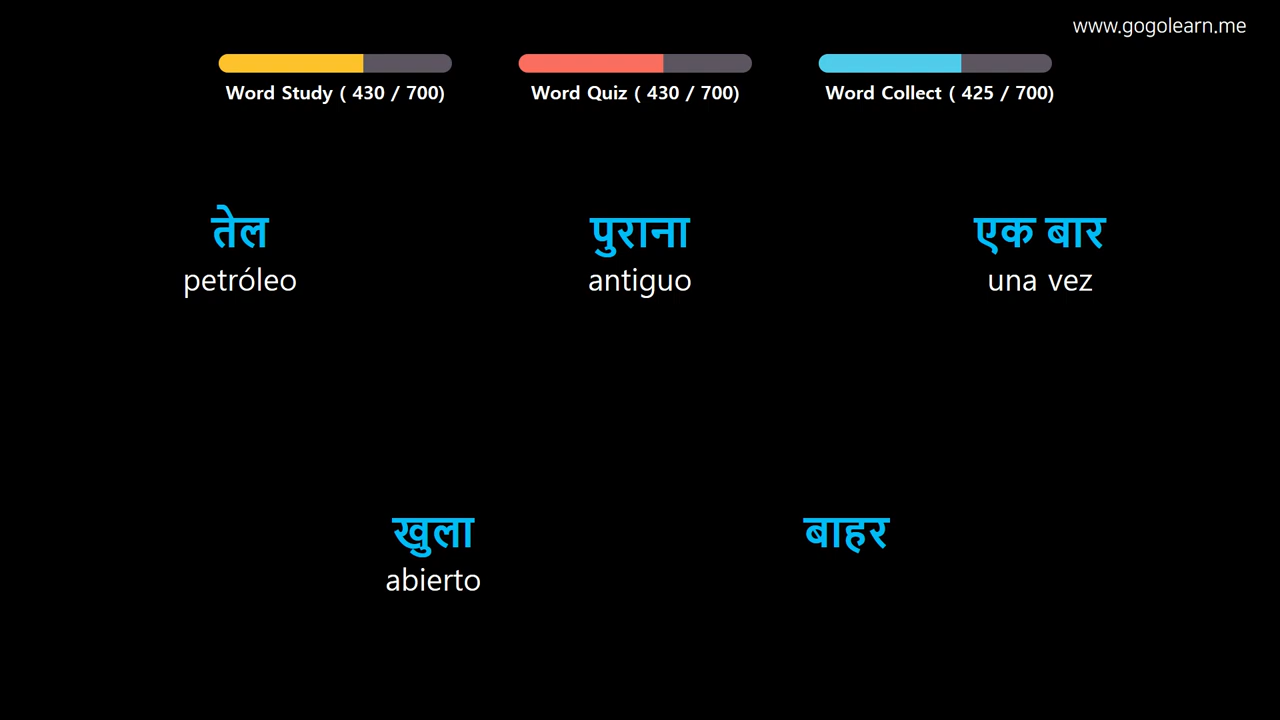 www.gogolearn.me
Word Study ( 430 / 700)
Word Quiz ( 430 / 700)
Word Collect ( 425 / 700)
तेल
petróleo
पुराना
antiguo
एक बार
una vez
खुला
abierto
बाहर